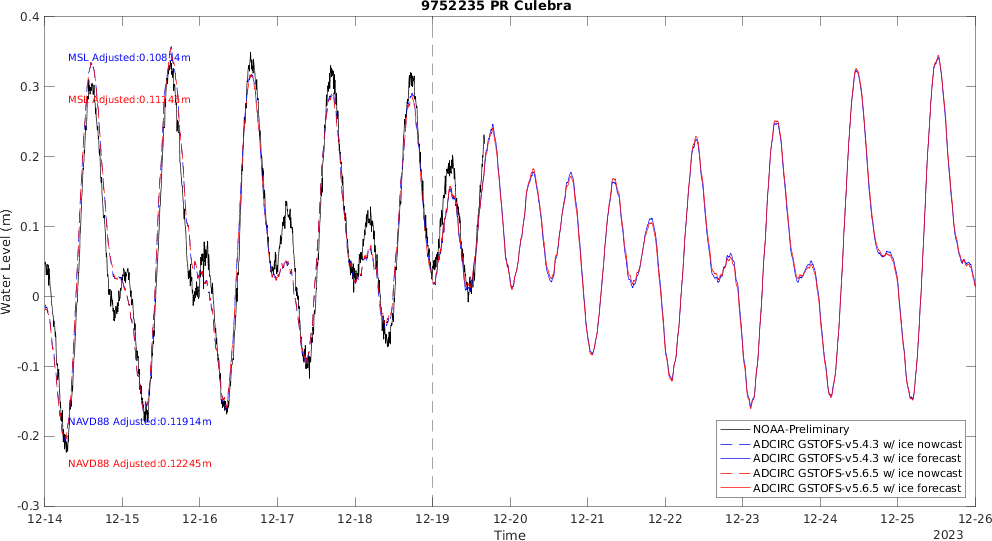 9752235 PR Culebra
0.4
0.3
0.2
0.1
0
-0.1
-0.2
-0.3
Water Level (m)
MSL Adjusted:0.10814m
MSL Adjusted:0.11145m
NAVD88 Adjusted:0.11914m
NAVD88 Adjusted:0.12245m
NOAA-Preliminary
ADCIRC GSTOFS-v5.4.3 w/ ice nowcast
ADCIRC GSTOFS-v5.4.3 w/ ice forecast
ADCIRC GSTOFS-v5.6.5 w/ ice nowcast
ADCIRC GSTOFS-v5.6.5 w/ ice forecast
12-14 12-15 12-16 12-17 12-18 12-19 12-20 12-21 12-22 12-23 12-24 12-25 12-26
Time
2023